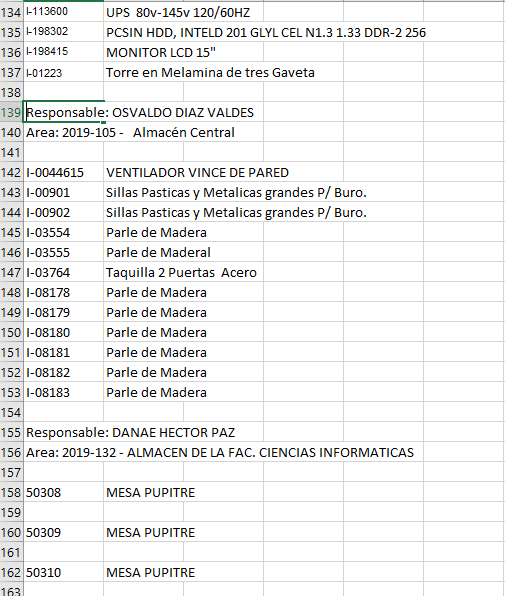 134 I-113600 UPS 80v-145v 120/60HZ
135 I-198302 PCSIN HDD, INTELD 201 GLYL CEL N1.3 1.33 DDR-2 256
136 I-198415 MONITOR LCD 15"
137 I-01223 Torre en Melamina de tres Gaveta
138
139 Responsable: OSVALDO DIAZ VALDES
140 Area: 2019-105 - Almacén Central
141
142 I-0044615 VENTILADOR VINCE DE PARED
143 I-00901 Sillas Pasticas y Metalicas grandes P/ Buro.
144 I-00902 Sillas Pasticas y Metalicas grandes P/ Buro.
145 I-03554 Parle de Madera
146 I-03555 Parle de Maderal
147 I-03764 Taquilla 2 Puertas Acero
148 I-08178 Parle de Madera
149 I-08179 Parle de Madera
150 I-08180 Parle de Madera
151 I-08181 Parle de Madera
152 I-08182 Parle de Madera
153 I-08183 Parle de Madera
154
155 Responsable: DANAE HECTOR PAZ
156 Area: 2019-132 - ALMACEN DE LA FAC. CIENCIAS INFORMATICAS
157
158 50308 MESA PUPITRE
159
160 50309 MESA PUPITRE
161
162 50310 MESA PUPITRE
163